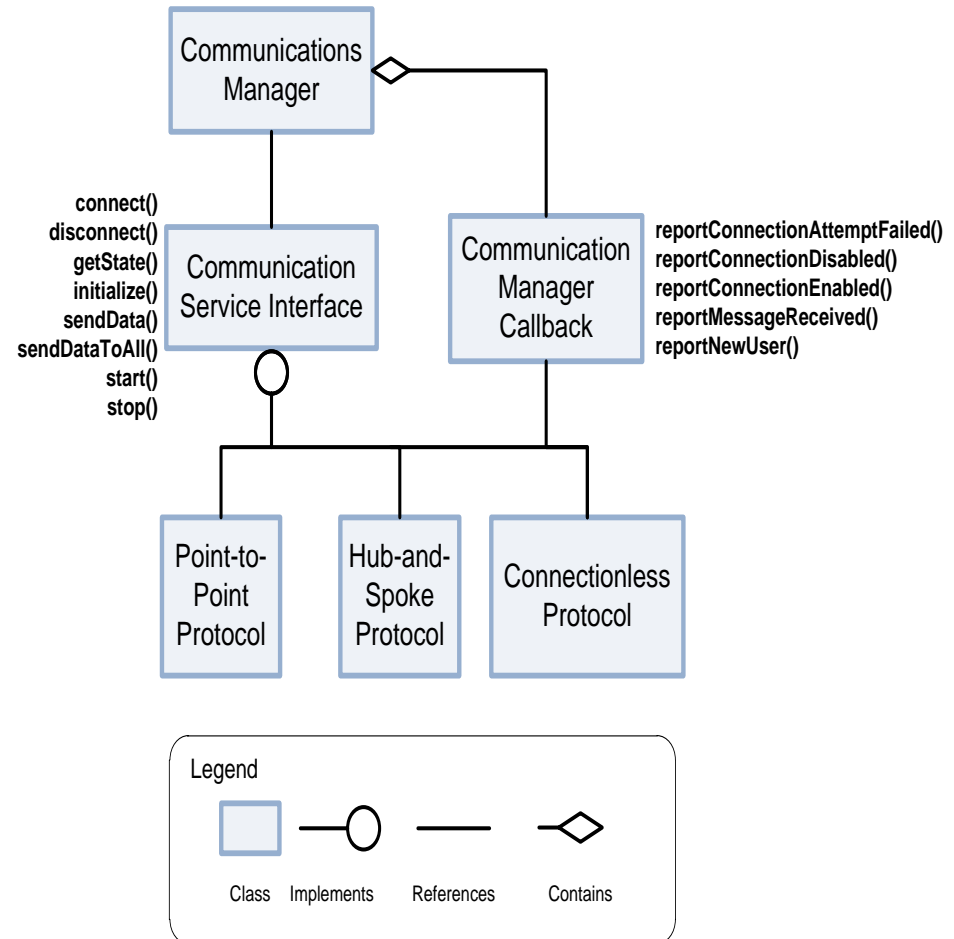 Communications
Manager
connect()
disconnect()
getState()
initialize()
sendData()
sendDataToAll()
start()
stop()
Communication
Service Interface
Communication
Manager
Callback
reportConnectionAttemptFailed()
reportConnectionDisabled()
reportConnectionEnabled()
reportMessageReceived()
reportNewUser()
Point-to-
Point
Protocol
Hub-and-
Spoke
Protocol
Connectionless
Protocol
Legend
Class
Implements
References
Contains